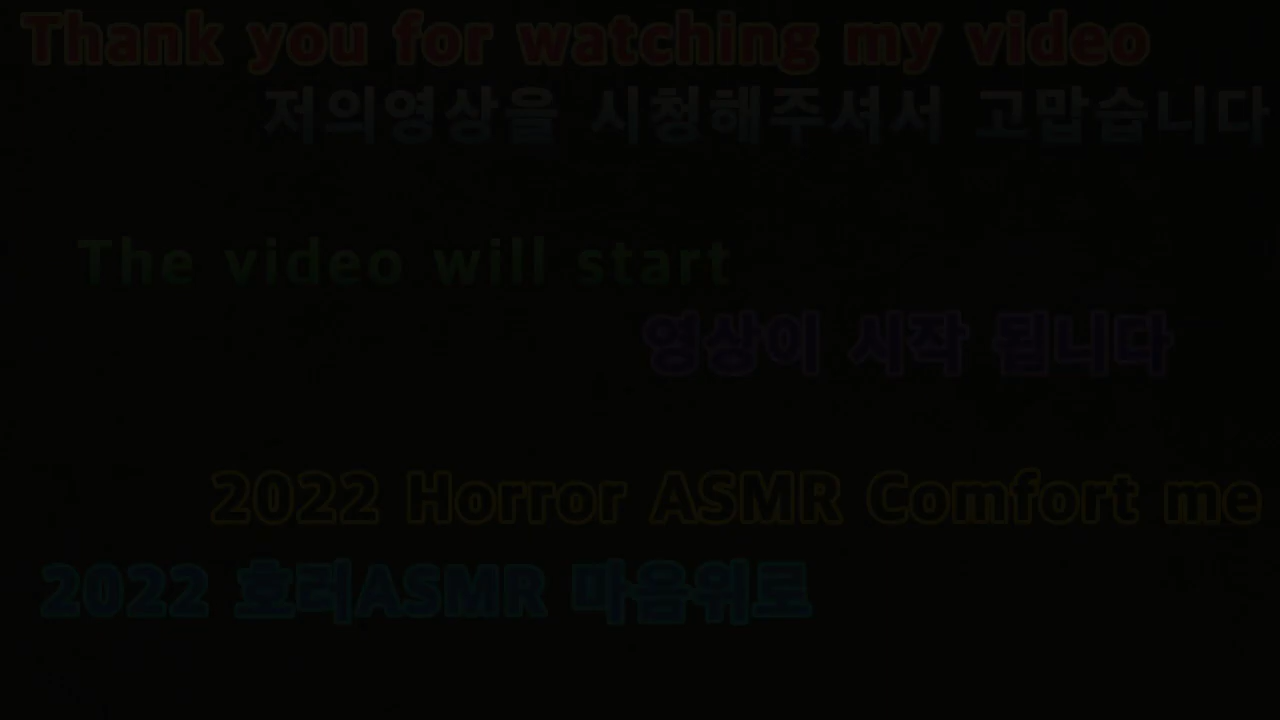 Thank you for watching my video
저의영상을 시청해주셔서 고맙습니다
The video will start
영상이 시작 됩니다
2022 Horror ASMR Comfort me
2022 호러ASMR 마음위로